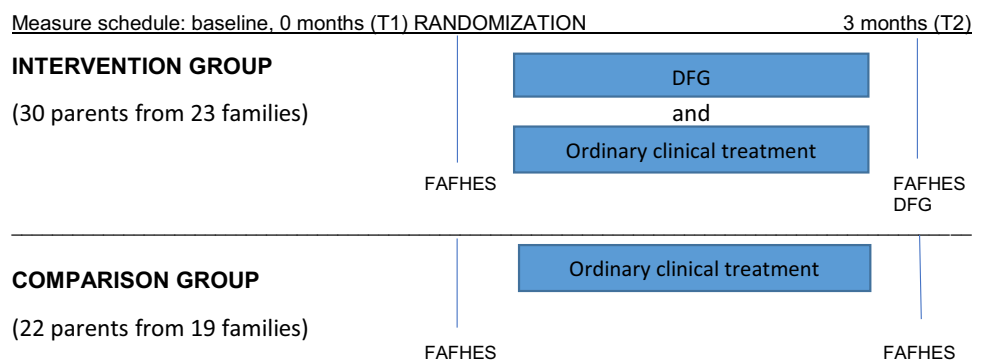 Measure schedule: baseline, 0 months (T1) RANDOMIZATION 3 months (T2)
INTERVENTION GROUP
DFG
(30 parents from 23 families)
and
Ordinary clinical treatment
FAFHES FAFHES
DFG
Ordinary clinical treatment
COMPARISON GROUP
(22 parents from 19 families)
FAFHES FAFHES